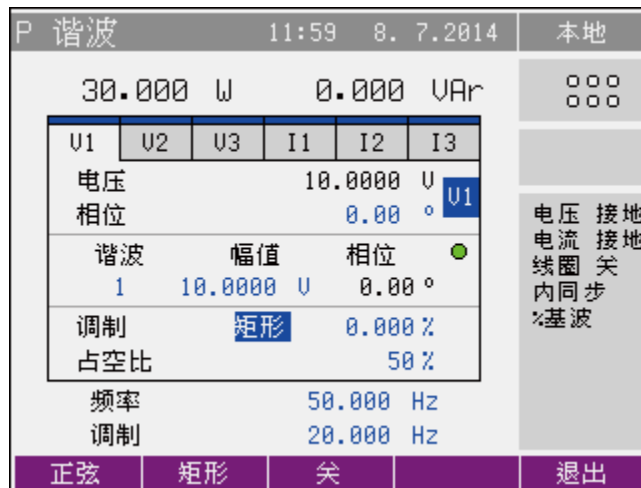 P 谐波 11:59 8. 7.2014 本地
30.000 W 0.000 VAr
V1 V2 V3 I1 I2 I3
电压 10.0000 V
V1
相位 0.00 °
谐波 幅值 相位
1 10.0000 V 0.00 °
调制 矩形 0.000 %
占空比 50 %
频率 50.000 Hz
调制 20.000 Hz
电压 接地
电流 接地
线圈 关
内同步
%基波
正弦 矩形 关 退出